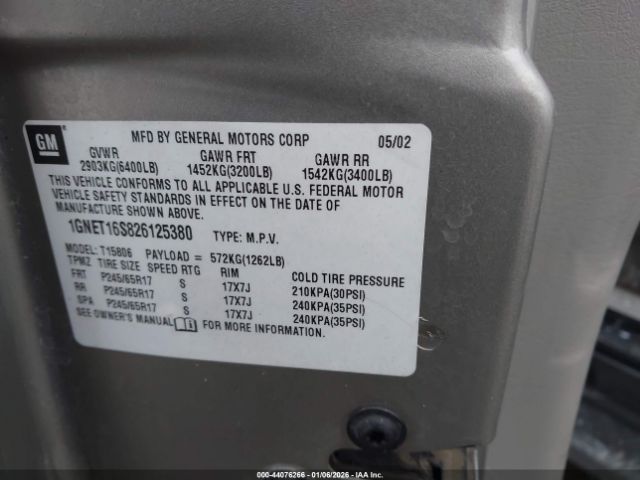 GM
MFD BY GENERAL MOTORS CORP 05/02
GVWR GAWR FRT GAWR RR
2903KG(6400LB) 1452KG(3200LB) 1542KG(3400LB)
THIS VEHICLE CONFORMS TO ALL APPLICABLE U.S. FEDERAL MOTOR
VEHICLE SAFETY STANDARDS IN EFFECT ON THE DATE OF
MANUFACTURE SHOWN ABOVE.
1GNET16S826125380 TYPE: M.P.V.
MODEL: T15806 PAYLOAD = 572KG(1262LB)
TPMZ TIRE SIZE SPEED RTG RIM COLD TIRE PRESSURE
FRT P245/65R17 S 17X7J 210KPA(30PSI)
RR P245/65R17 S 17X7J 240KPA(35PSI)
SPA P245/65R17 S 17X7J 240KPA(35PSI)
SEE OWNER'S MANUAL FOR MORE INFORMATION.
000-44076266 - 01/06/2026 - IAA Inc.